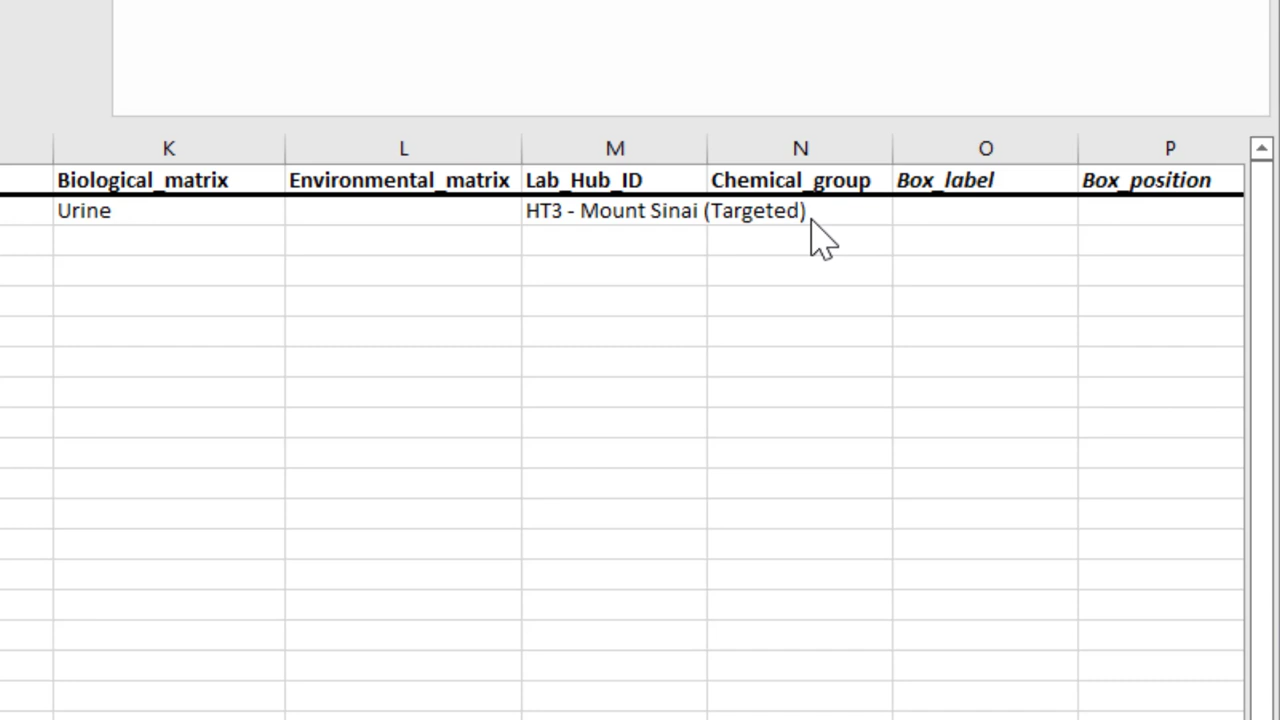 K L M N O P
Biological_matrix Environmental_matrix Lab_Hub_ID Chemical_group Box_label Box_position
Urine HT3 - Mount Sinai (Targeted)